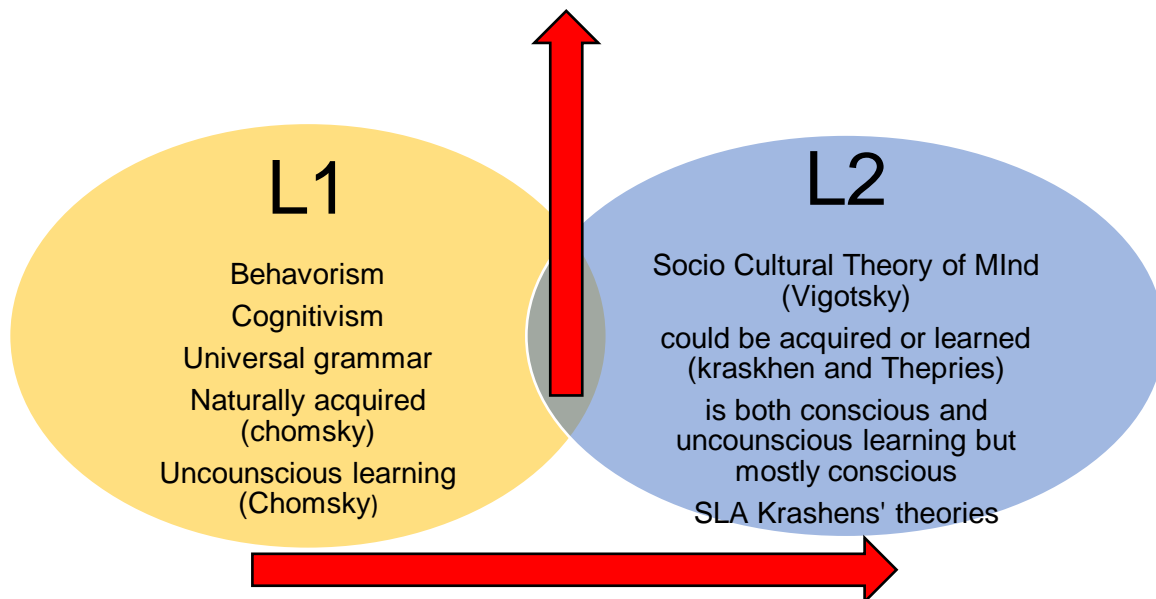 L1
Behavorism
Cognitivism
Universal grammar
Naturally acquired
(chomsky)
Uncounscious learning
(Chomsky)
L2
Socio Cultural Theory of MInd
(Vigotsky)
could be acquired or learned
(kraskhen and Thepries)
is both conscious and
uncounscious learning but
mostly conscious
SLA Krashens' theories